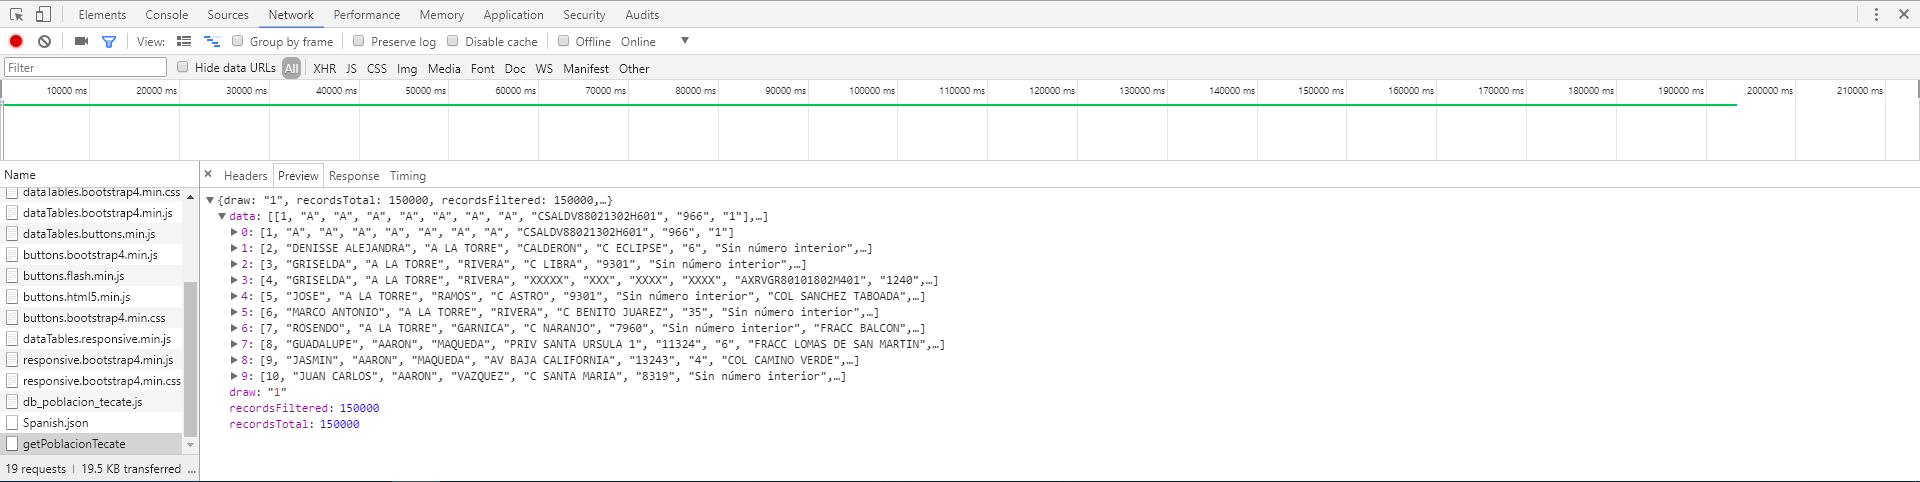 Elements Console Sources Network Performance Memory Application Security Audits
View: Group by frame Preserve log Disable cache Offline Online
Filter Hide data URLs All XHR JS CSS Img Media Font Doc WS Manifest Other
10000 ms 20000 ms 30000 ms 40000 ms 50000 ms 60000 ms 70000 ms 80000 ms 90000 ms 100000 ms 110000 ms 120000 ms 130000 ms 140000 ms 150000 ms 160000 ms 170000 ms 180000 ms 190000 ms 200000 ms 210000 ms
Name
dataTables.bootstrap4.min.css
dataTables.bootstrap4.min.js
dataTables.buttons.min.js
buttons.bootstrap4.min.js
buttons.flash.min.js
buttons.html5.min.js
buttons.bootstrap4.min.css
dataTables.responsive.min.js
responsive.bootstrap4.min.js
responsive.bootstrap4.min.css
db_poblacion_tecate.js
Spanish.json
getPoblacionTecate
19 requests | 19.5 KB transferred ...
× Headers Preview Response Timing
{draw: "1", recordsTotal: 150000, recordsFiltered: 150000,…}
data: [[1, "A", "A", "A", "A", "A", "A", "A", "CSALDV88021302H601", "966", "1"],…]
0: [1, "A", "A", "A", "A", "A", "A", "A", "CSALDV88021302H601", "966", "1"]
1: [2, "DENISSE ALEJANDRA", "A LA TORRE", "CALDERON", "C ECLIPSE", "6", "Sin número interior",…]
2: [3, "GRISELDA", "A LA TORRE", "RIVERA", "C LIBRA", "9301", "Sin número interior",…]
3: [4, "GRISELDA", "A LA TORRE", "RIVERA", "XXXXX", "XXX", "XXXX", "XXXX", "AXRVGR80101802M401", "1240",…]
4: [5, "JOSE", "A LA TORRE", "RAMOS", "C ASTRO", "9301", "Sin número interior", "COL SANCHEZ TABOADA",…]
5: [6, "MARCO ANTONIO", "A LA TORRE", "RIVERA", "C BENITO JUAREZ", "35", "Sin número interior",…]
6: [7, "ROSENDO", "A LA TORRE", "GARNICA", "C NARANJO", "7960", "Sin número interior", "FRACC BALCON",…]
7: [8, "GUADALUPE", "AARON", "MAQUEDA", "PRIV SANTA URSULA 1", "11324", "6", "FRACC LOMAS DE SAN MARTIN",…]
8: [9, "JASMIN", "AARON", "MAQUEDA", "AV BAJA CALIFORNIA", "13243", "4", "COL CAMINO VERDE",…]
9: [10, "JUAN CARLOS", "AARON", "VAZQUEZ", "C SANTA MARIA", "8319", "Sin número interior",…]
draw: "1"
recordsFiltered: 150000
recordsTotal: 150000